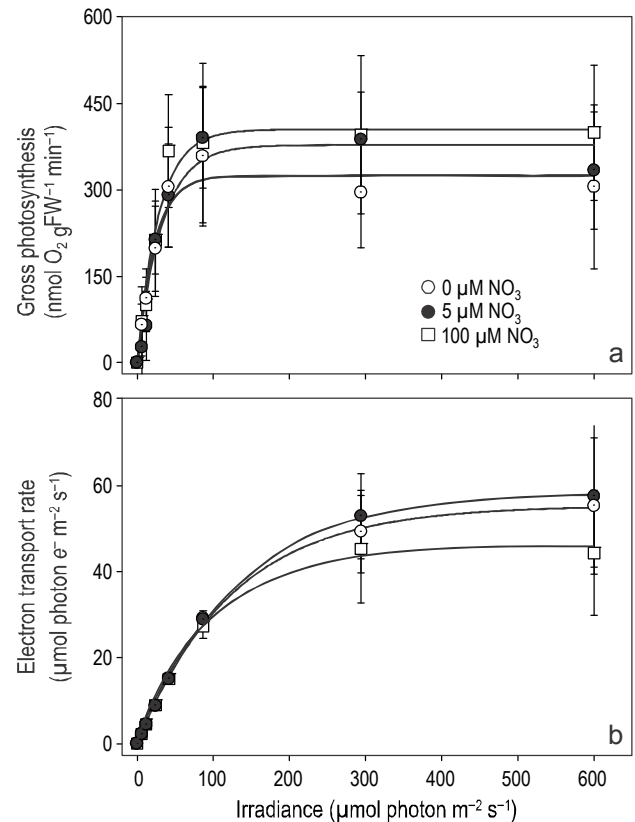 600
450
300
150
0
Gross photosynthesis
(nmol O₂ gFW⁻¹ min⁻¹)
0 µM NO₃
5 µM NO₃
100 µM NO₃
a
80
60
40
20
0
Electron transport rate
(µmol photon e⁻ m⁻² s⁻¹)
b
0 100 200 300 400 500 600
Irradiance (µmol photon m⁻² s⁻¹)